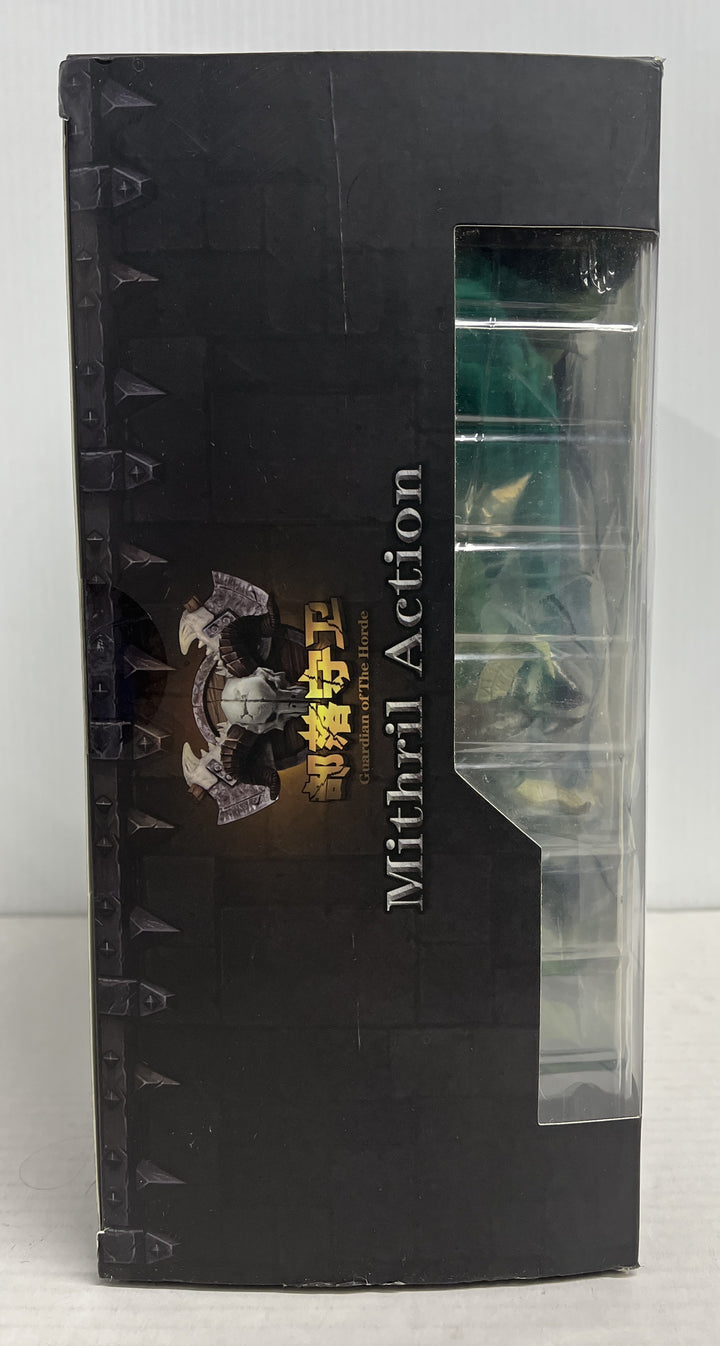 部落守卫
Guardian of The Horde
Mithril Action